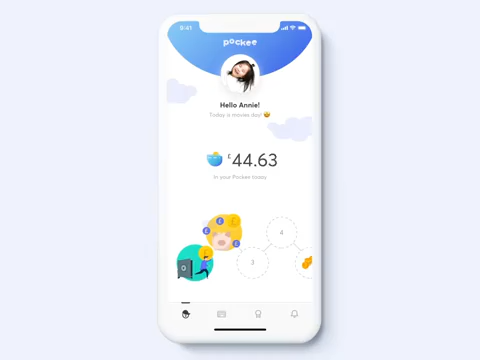 9:41
pockee
Hello Annie!
Today is movies day! 🤩
£44.63
in your Pockee today
4
3